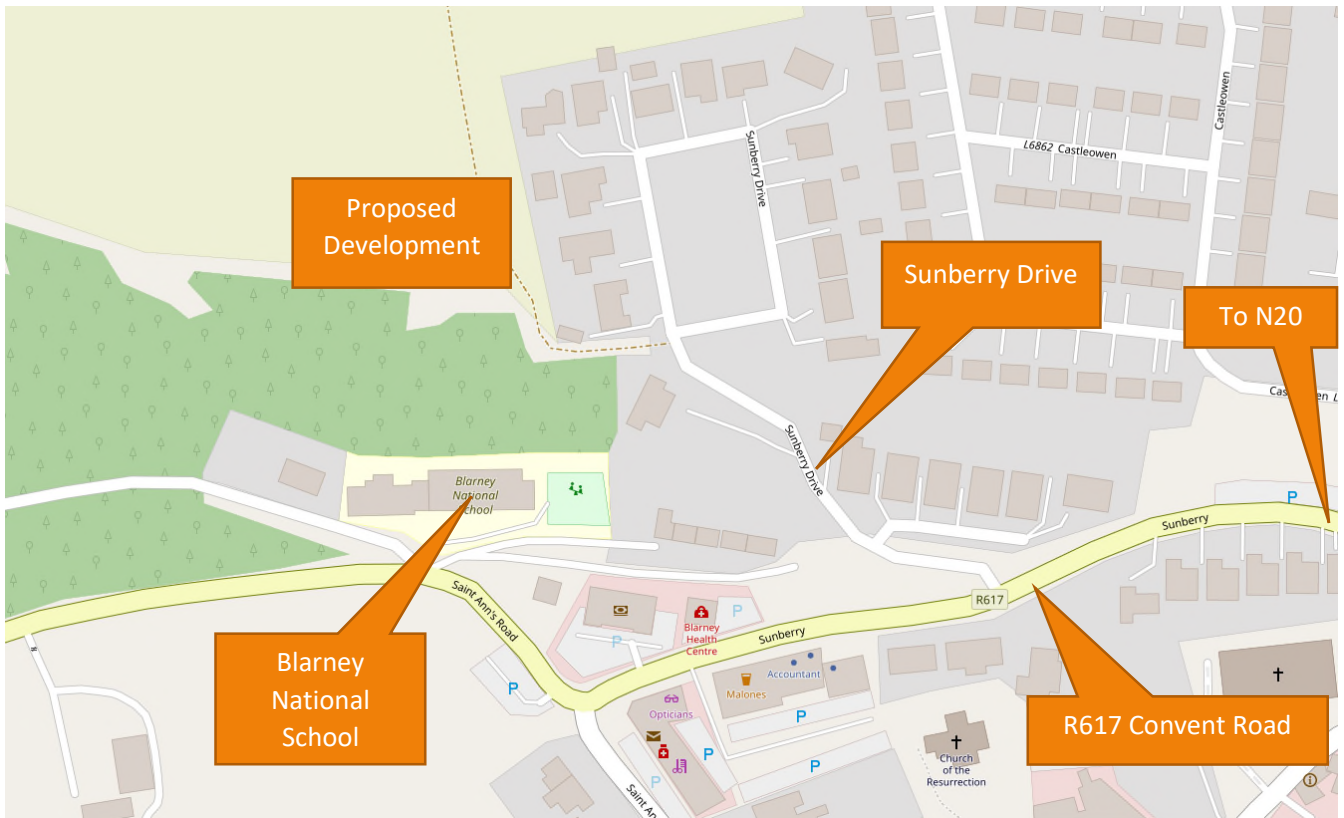 Castleowen
L6862 Castleowen
Sunberry Drive
Proposed
Development
Sunberry Drive
To N20
Sunberry Drive
Blarney
National
School
P
Sunberry
R617
Saint Ann's Road
P
Blarney
Health
Centre
P
Sunberry
P
Accountant
Malones
Opticians
P
P
P
P
Church
of the
Resurrection
Blarney
National
School
R617 Convent Road